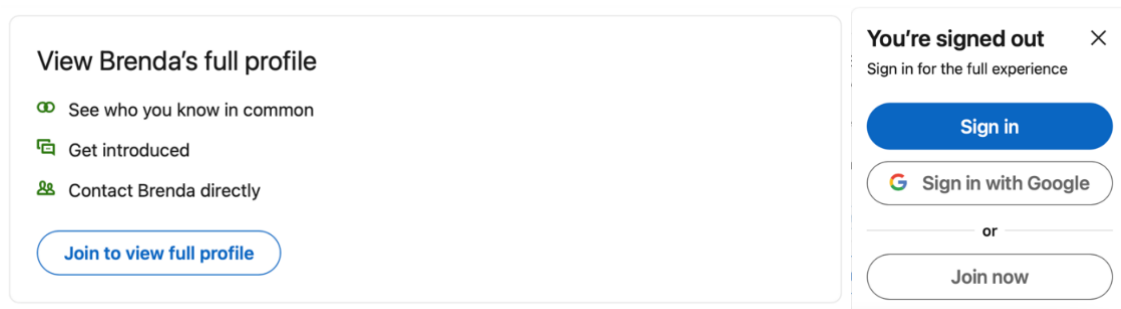 View Brenda’s full profile
See who you know in common
Get introduced
Contact Brenda directly
Join to view full profile
You’re signed out
Sign in for the full experience
Sign in
Sign in with Google
or
Join now